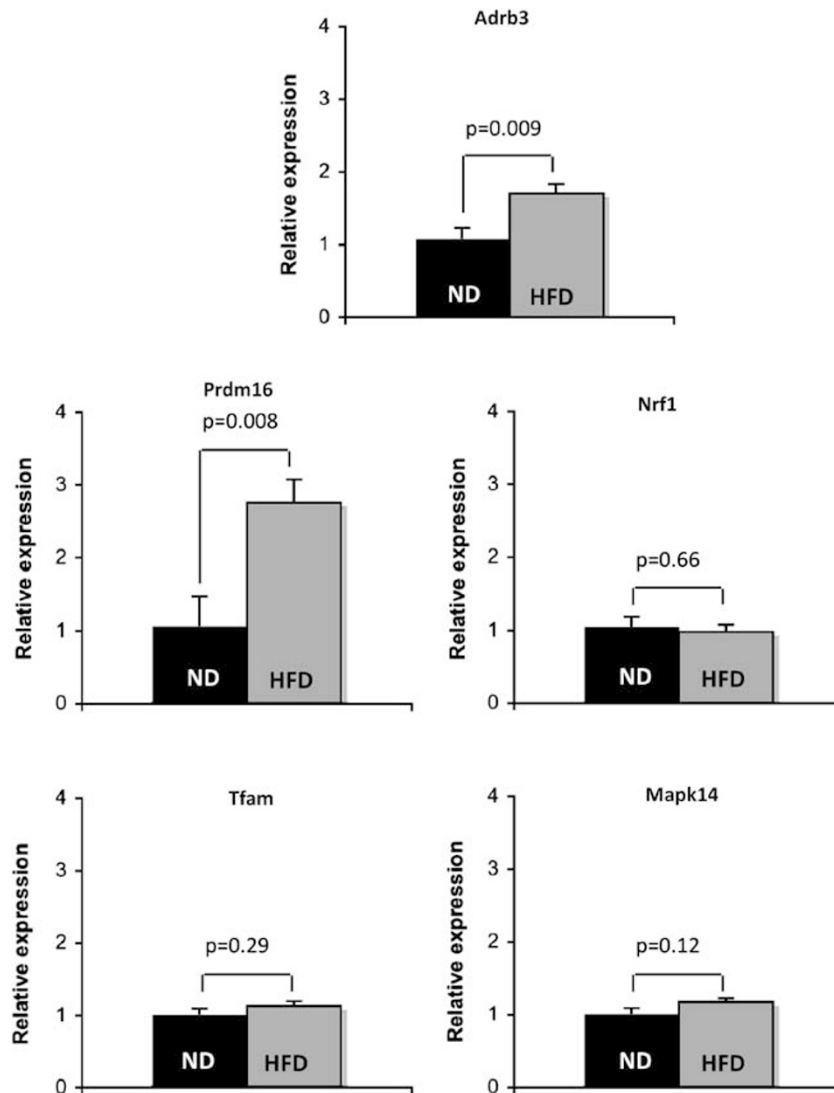 Adrb3
4
3
2
1
0
Relative expression
p=0.009
ND
HFD
Prdm16
4
3
2
1
0
Relative expression
p=0.008
ND
HFD
Nrf1
4
3
2
1
0
Relative expression
p=0.66
ND
HFD
Tfam
4
3
2
1
0
Relative expression
p=0.29
ND
HFD
Mapk14
4
3
2
1
0
Relative expression
p=0.12
ND
HFD